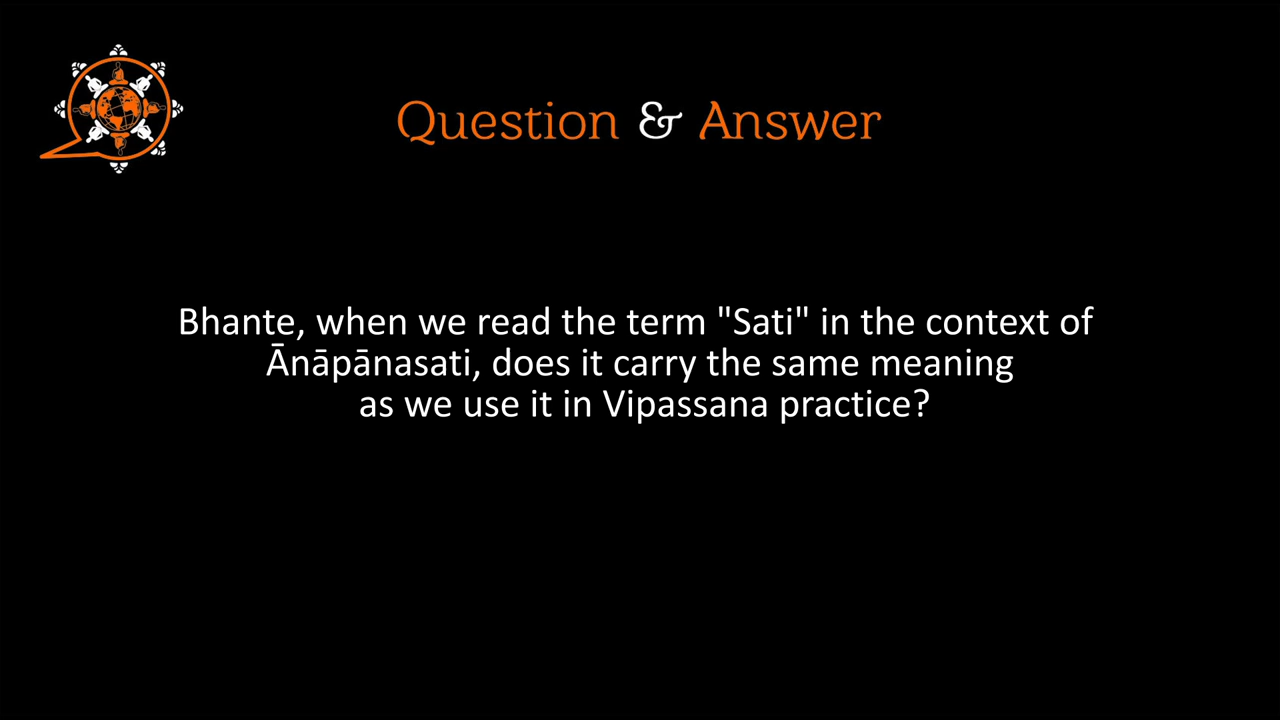 Question & Answer
Bhante, when we read the term "Sati" in the context of
Ānāpānasati, does it carry the same meaning
as we use it in Vipassana practice?